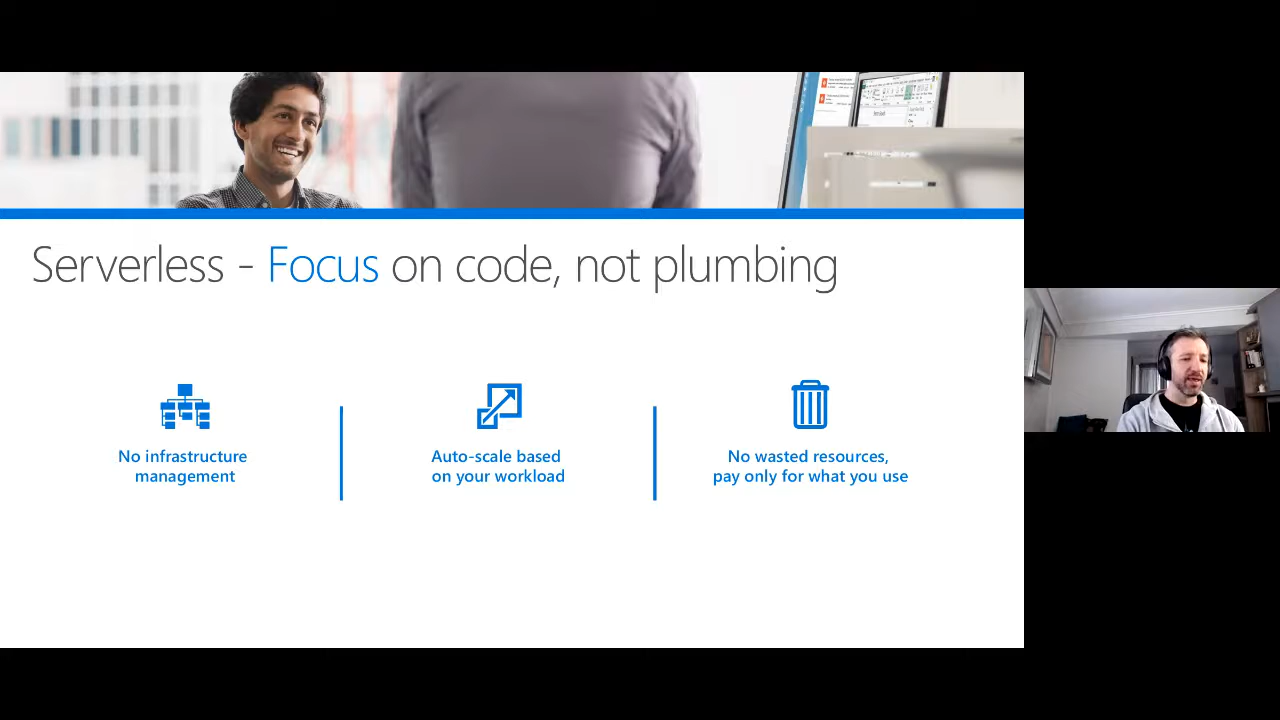 Serverless - Focus on code, not plumbing
No infrastructure
management
Auto-scale based
on your workload
No wasted resources,
pay only for what you use